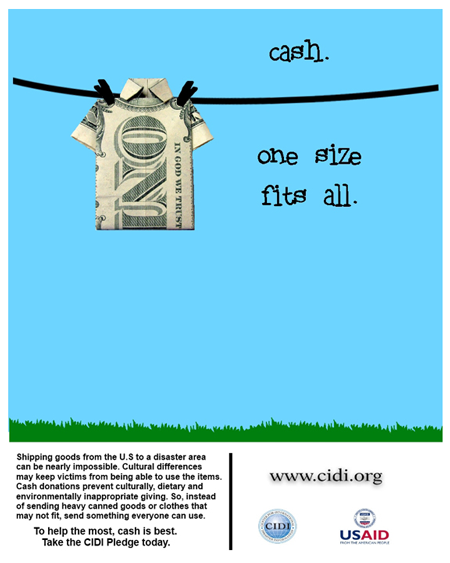 cash.
one size
fits all.
IN GOD WE TRUST
ONE
Shipping goods from the U.S to a disaster area
can be nearly impossible. Cultural differences
may keep victims from being able to use the items.
Cash donations prevent culturally, dietary and
environmentally inappropriate giving. So, instead
of sending heavy canned goods or clothes that
may not fit, send something everyone can use.
To help the most, cash is best.
Take the CIDI Pledge today.
www.cidi.org
CIDI
USAID
FROM THE AMERICAN PEOPLE